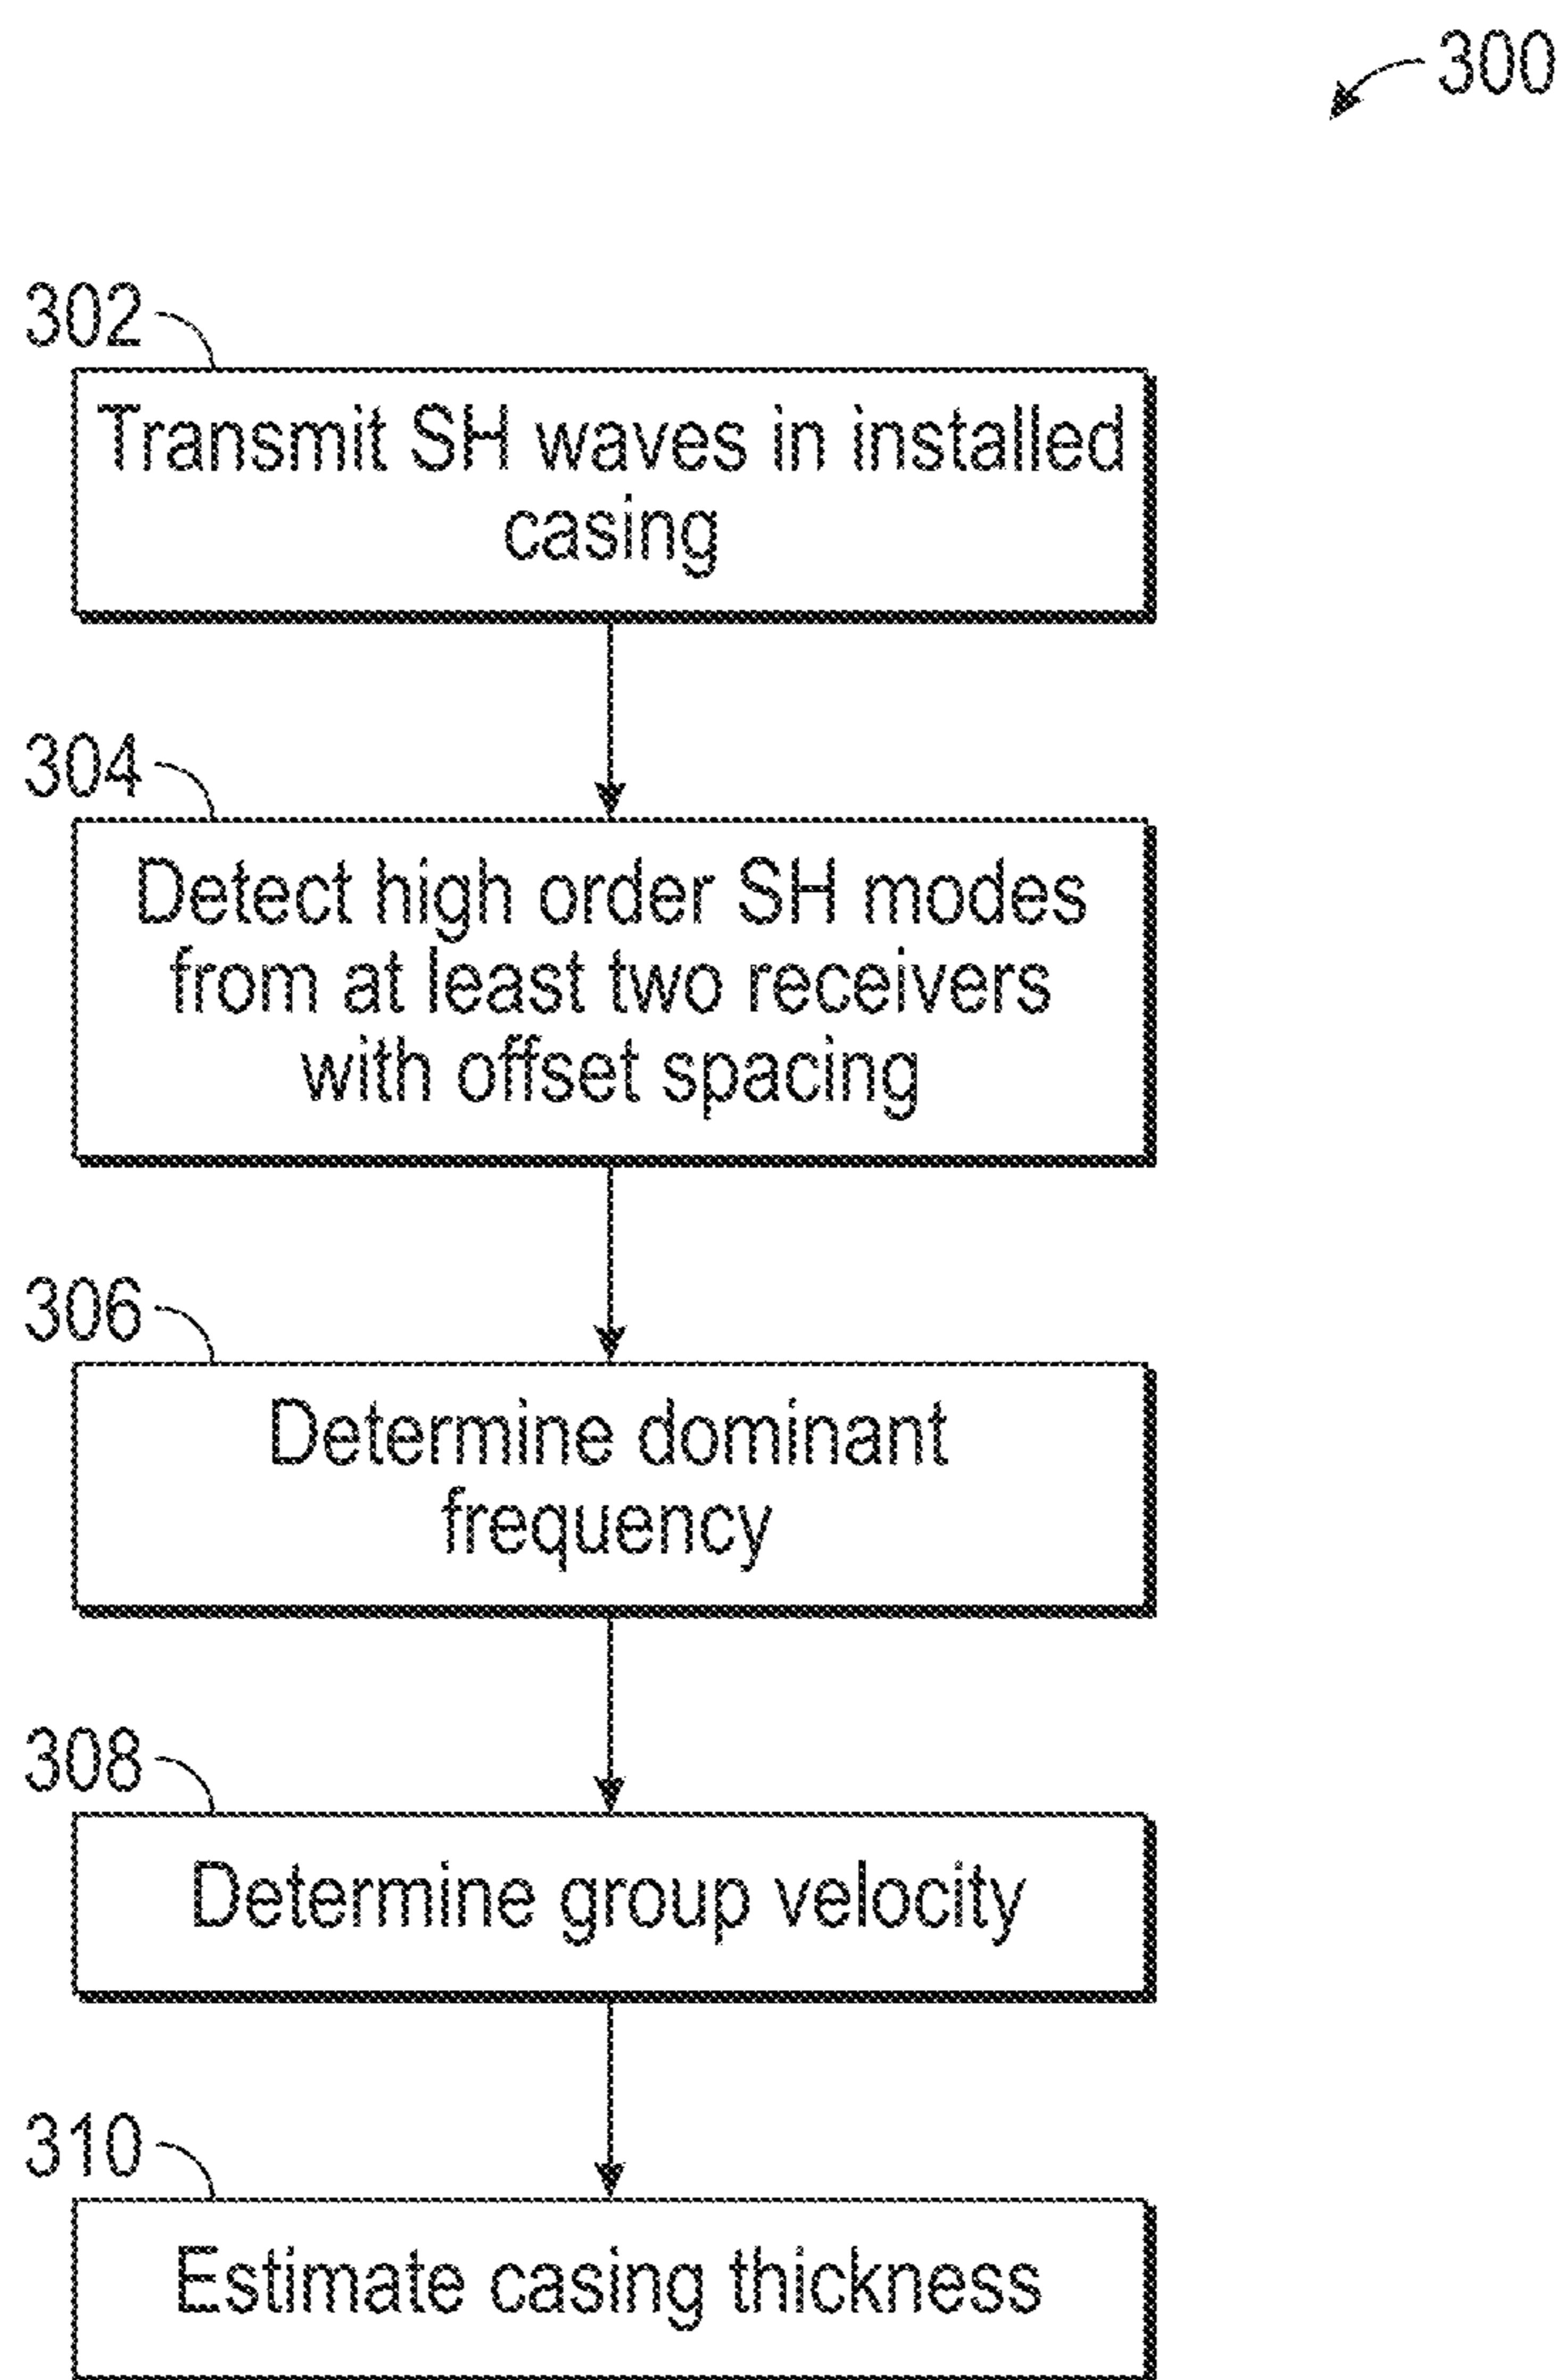 300
302
Transmit SH waves in installed
casing
304
Detect high order SH modes
from at least two receivers
with offset spacing
306
Determine dominant
frequency
308
Determine group velocity
310
Estimate casing thickness